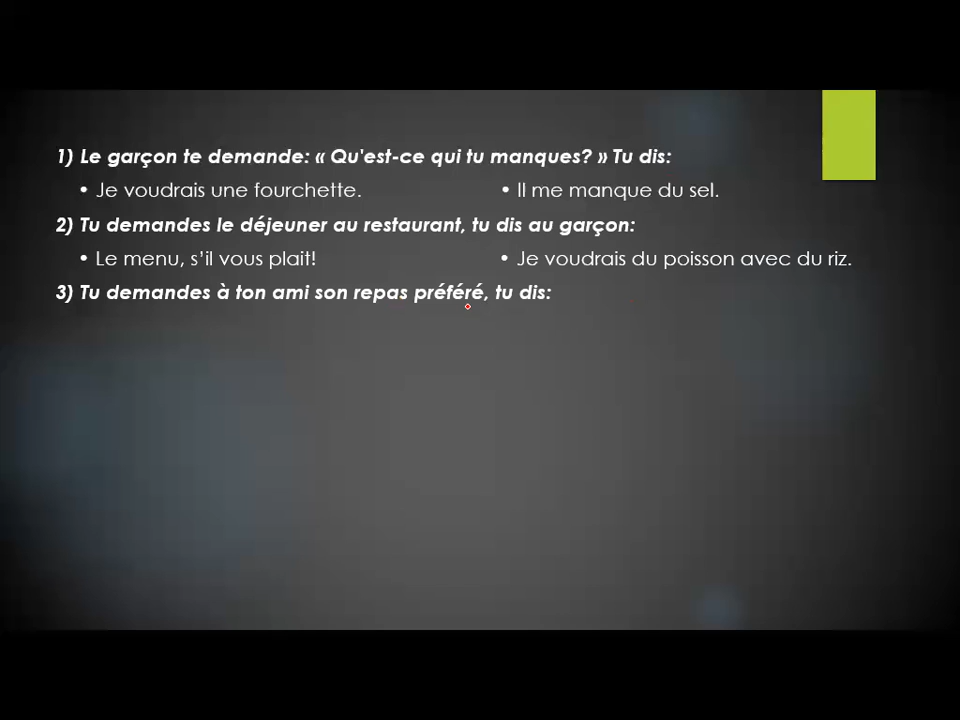 1) Le garçon te demande: « Qu'est-ce qui tu manques? » Tu dis:
• Je voudrais une fourchette. • Il me manque du sel.
2) Tu demandes le déjeuner au restaurant, tu dis au garçon:
• Le menu, s’il vous plait! • Je voudrais du poisson avec du riz.
3) Tu demandes à ton ami son repas préféré, tu dis: